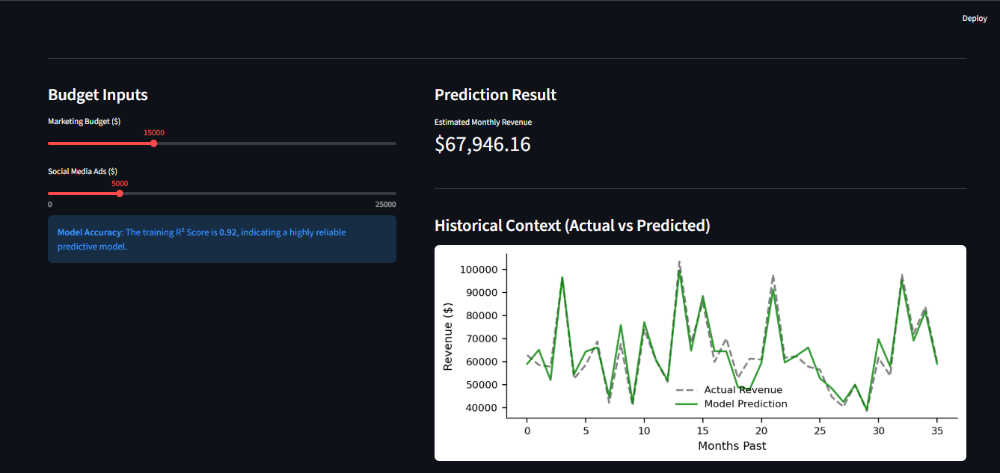 Deploy
Budget Inputs
Marketing Budget ($)
15000
Social Media Ads ($)
5000
0 25000
Model Accuracy: The training R² Score is 0.92, indicating a highly reliable
predictive model.
Prediction Result
Estimated Monthly Revenue
$67,946.16
Historical Context (Actual vs Predicted)
Revenue ($)
100000
90000
80000
70000
60000
50000
40000
Actual Revenue
Model Prediction
0 5 10 15 20 25 30 35
Months Past